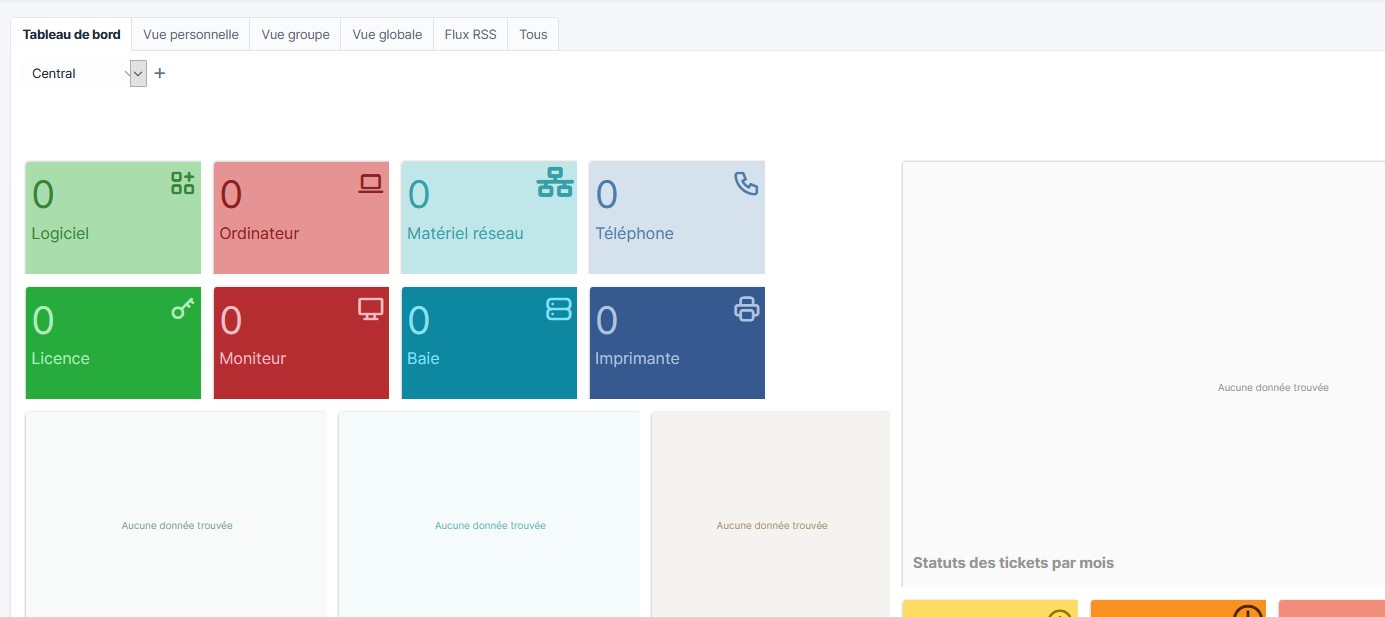 Tableau de bord
Vue personnelle
Vue groupe
Vue globale
Flux RSS
Tous
Central
+
0
Logiciel
0
Ordinateur
0
Matériel réseau
0
Téléphone
0
Licence
0
Moniteur
0
Baie
0
Imprimante
Aucune donnée trouvée
Statuts des tickets par mois
Aucune donnée trouvée
Aucune donnée trouvée
Aucune donnée trouvée